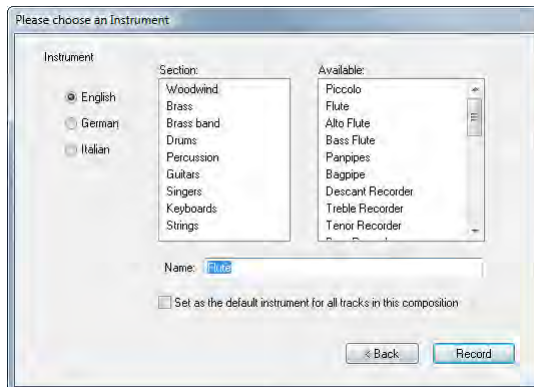 Please choose an Instrument
Instrument
English
German
Italian
Section:
Woodwind
Brass
Brass band
Drums
Percussion
Guitars
Singers
Keyboards
Strings
Available:
Piccolo
Flute
Alto Flute
Bass Flute
Panpipes
Bagpipe
Descant Recorder
Treble Recorder
Tenor Recorder
Name: Flute
Set as the default instrument for all tracks in this composition
< Back
Record